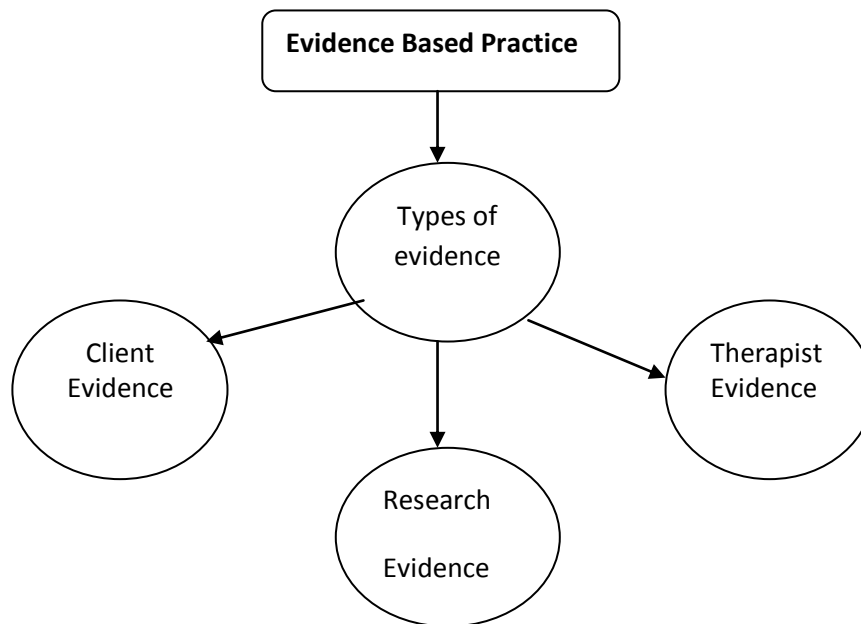 Evidence Based Practice
Types of
evidence
Client
Evidence
Therapist
Evidence
Research
Evidence